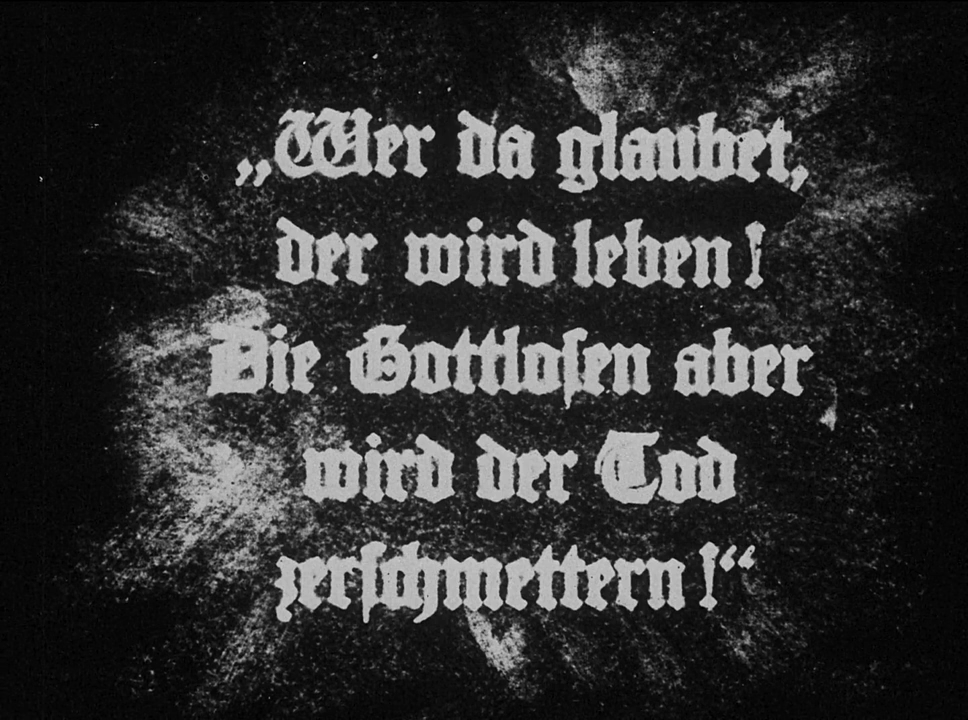 „Wer da glaubet,
der wird leben!
Die Gottlosen aber
wird der Tod
zerschmettern!“